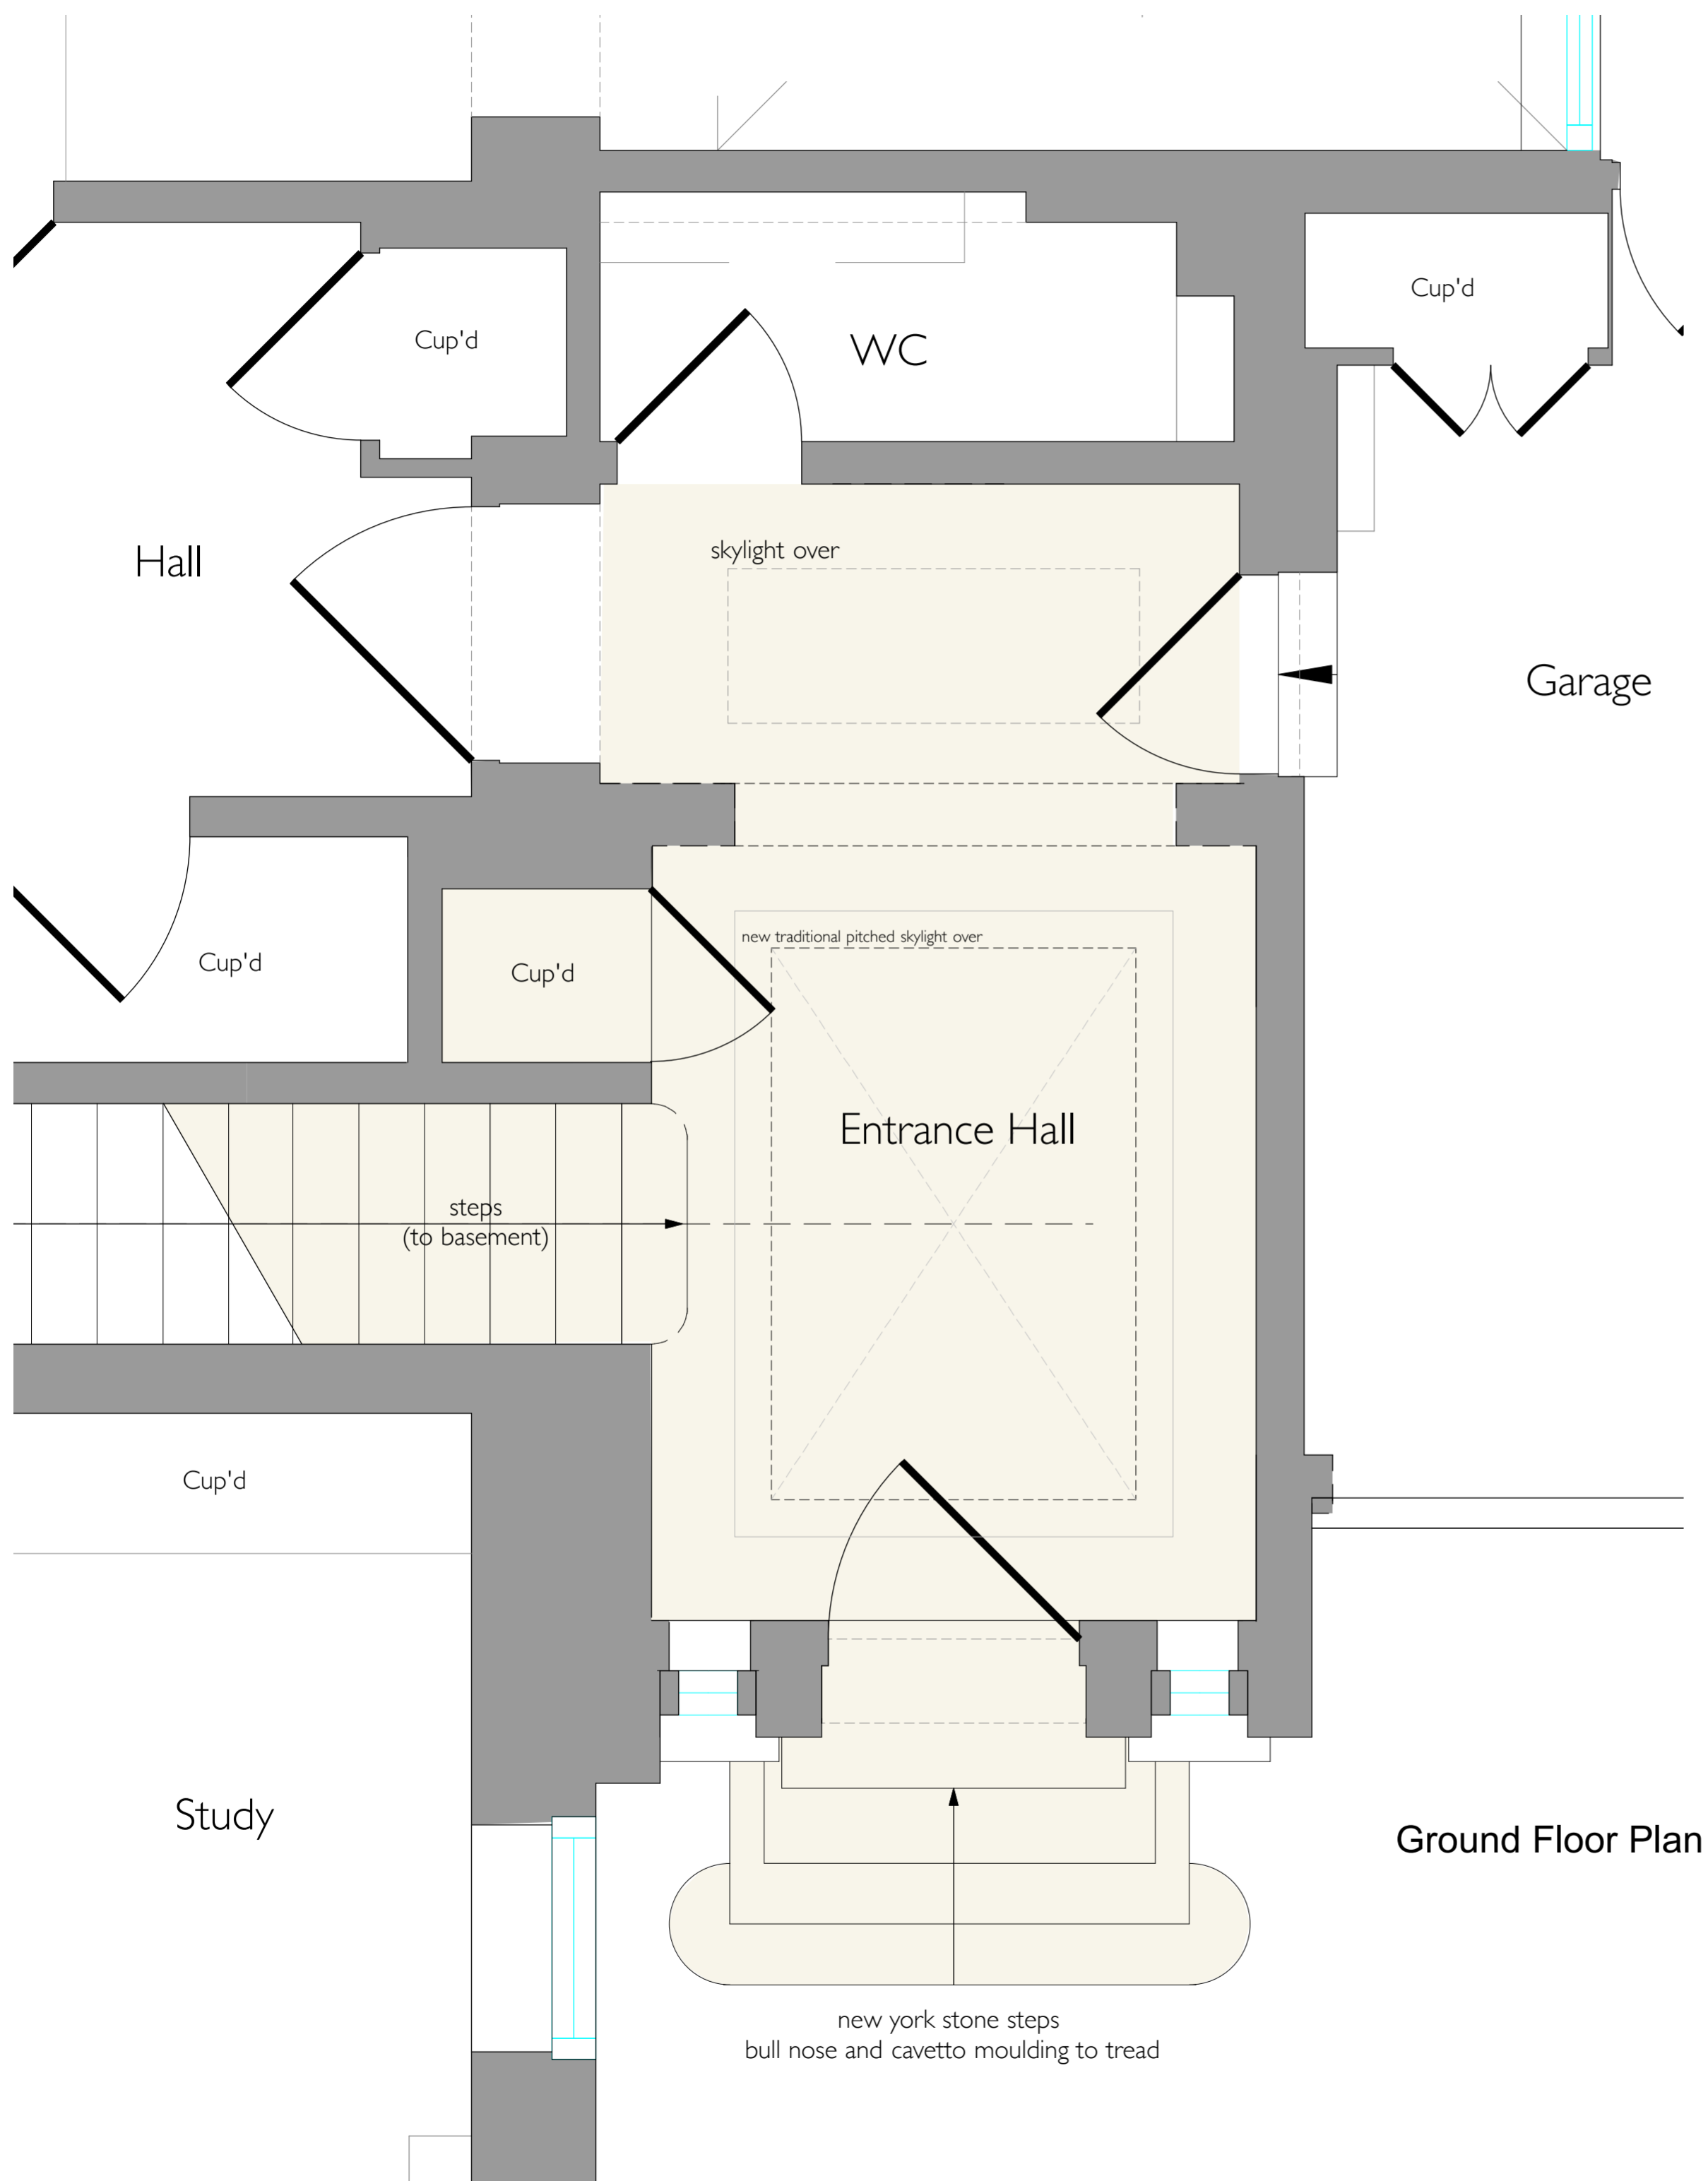 Cup'd
Cup'd
WC
skylight over
Hall
Garage
new traditional pitched skylight over
Cup'd
Cup'd
Entrance Hall
steps
(to basement)
Cup'd
Study
Ground Floor Plan
new york stone steps
bull nose and cavetto moulding to tread